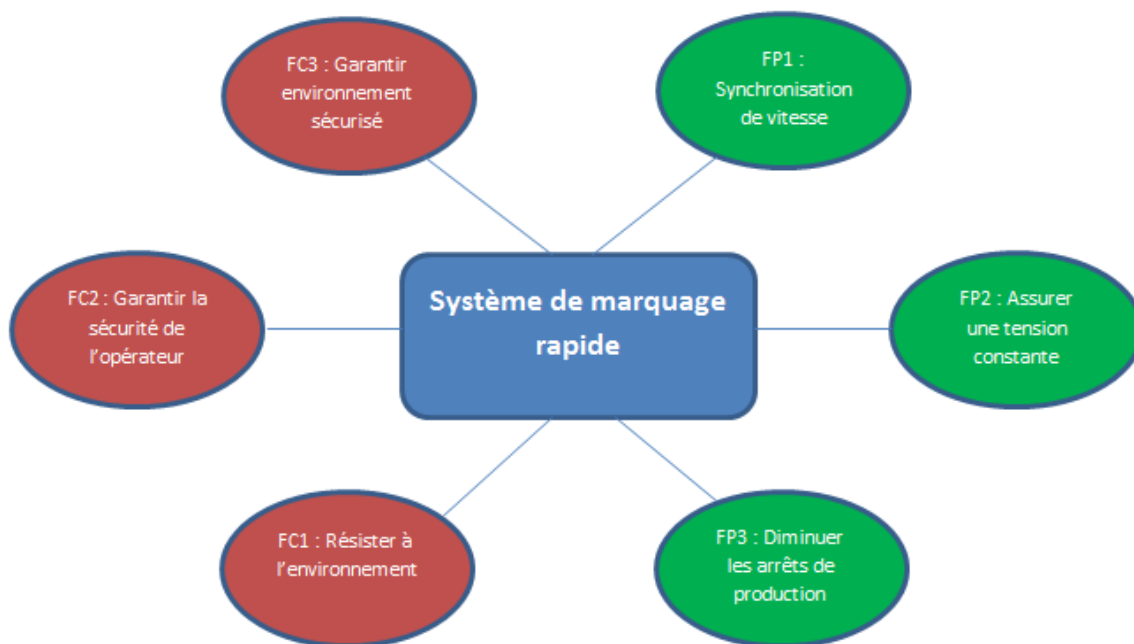 FC3 : Garantir
environnement
sécurisé
FP1 :
Synchronisation
de vitesse
FC2 : Garantir la
sécurité de
l'opérateur
Système de marquage
rapide
FP2 : Assurer
une tension
constante
FC1 : Résister à
l'environnement
FP3 : Diminuer
les arrêts de
production